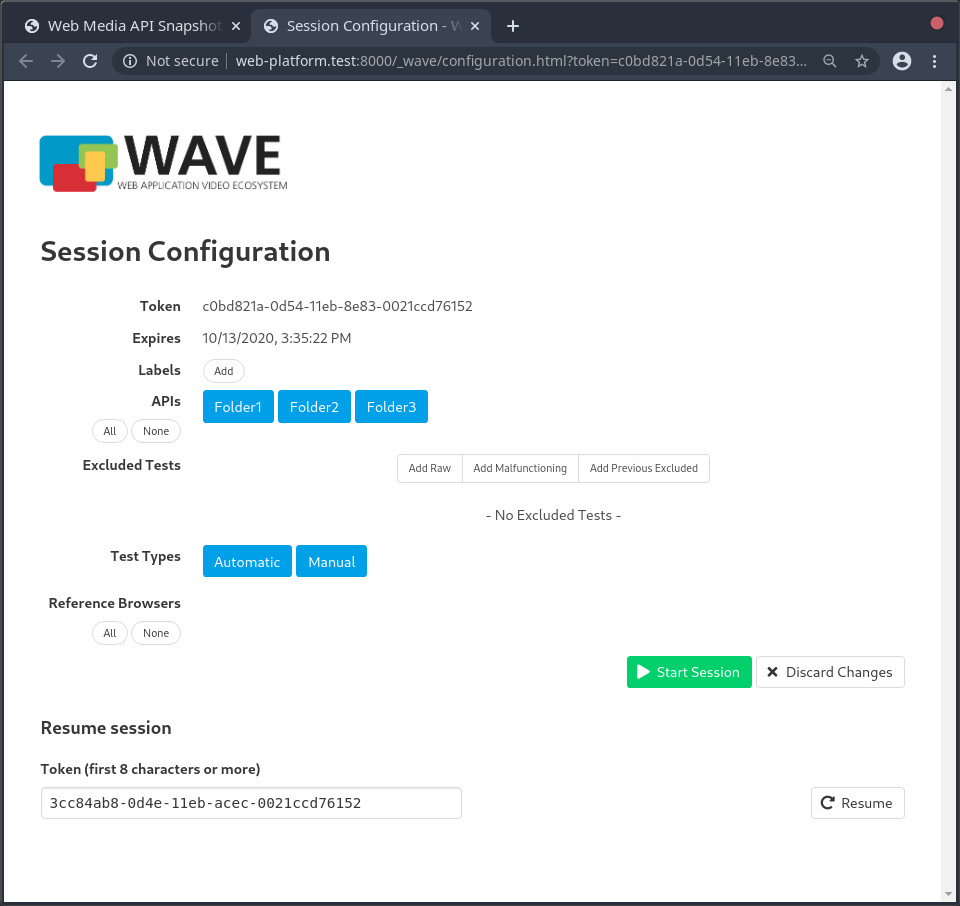 Web Media API Snapshot
Session Configuration - W
Not secure
web-platform.test:8000/_wave/configuration.html?token=c0bd821a-0d54-11eb-8e83...
WAVE
WEB APPLICATION VIDEO ECOSYSTEM
Session Configuration
Token c0bd821a-0d54-11eb-8e83-0021ccd76152
Expires 10/13/2020, 3:35:22 PM
Labels Add
APIs Folder1 Folder2 Folder3
All None
Excluded Tests Add Raw Add Malfunctioning Add Previous Excluded
- No Excluded Tests -
Test Types Automatic Manual
Reference Browsers
All None
Start Session Discard Changes
Resume session
Token (first 8 characters or more)
3cc84ab8-0d4e-11eb-acec-0021ccd76152 Resume